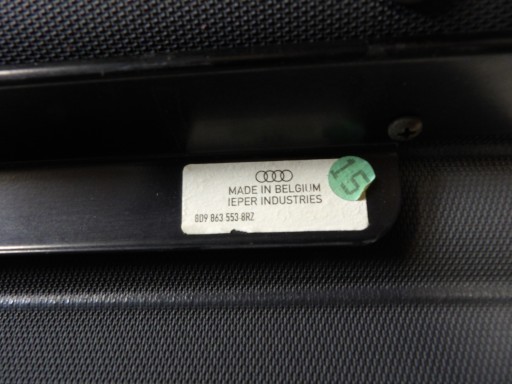 MADE IN BELGIUM
IEPER INDUSTRIES
8D9 863 553 8RZ
15